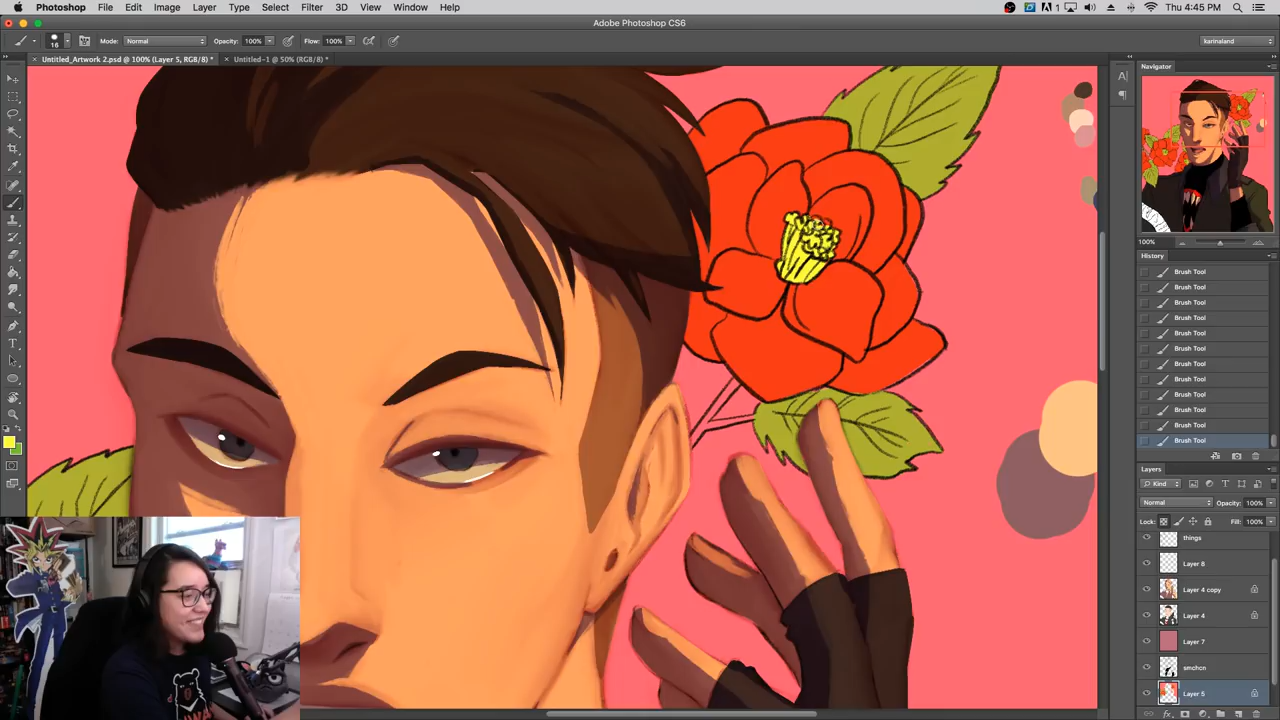 Photoshop File Edit Image Layer Type Select Filter 3D View Window Help
1 Thu 4:45 PM
Adobe Photoshop CS6
16 Mode: Normal Opacity: 100% Flow: 100% karinaland
× Untitled_Artwork 2.psd @ 100% (Layer 5, RGB/8) * × Untitled-1 @ 50% (RGB/8) *
Navigator
100%
History
Brush Tool
Brush Tool
Brush Tool
Brush Tool
Brush Tool
Brush Tool
Brush Tool
Brush Tool
Brush Tool
Brush Tool
Brush Tool
Brush Tool
Layers
Kind
Normal Opacity: 100%
Lock: Fill: 100%
things
Layer 8
Layer 4 copy
Layer 4
Layer 7
smchcn
Layer 5
fx